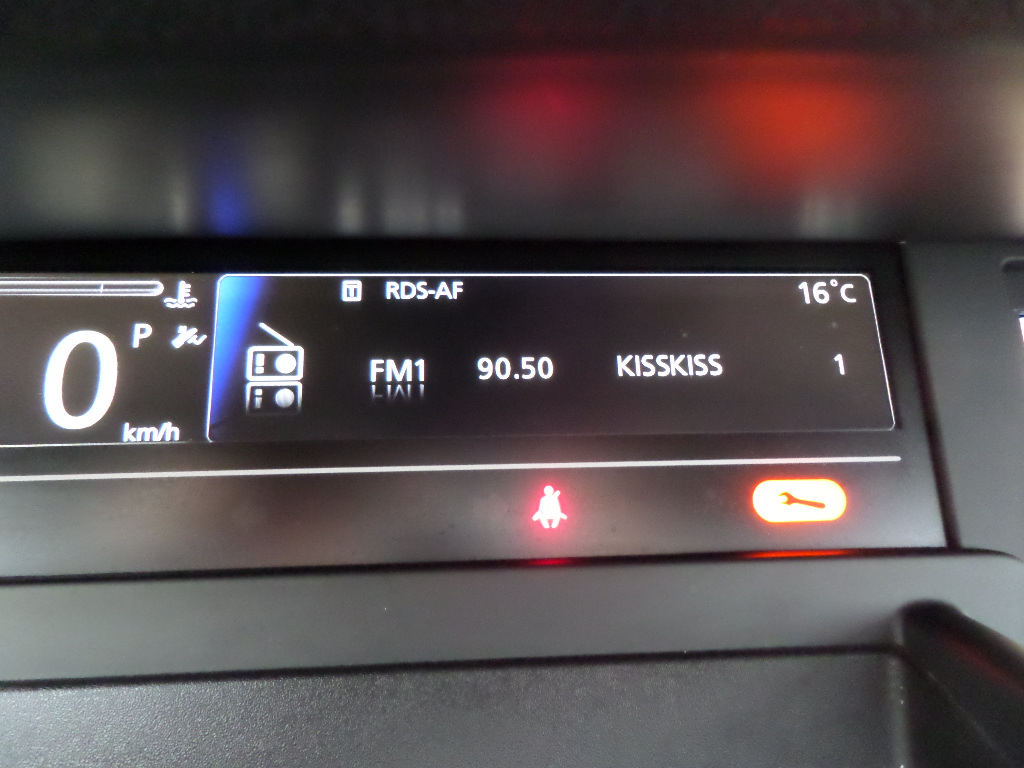 T RDS-AF 16°C
0 P FM1 90.50 KISSKISS 1
km/h